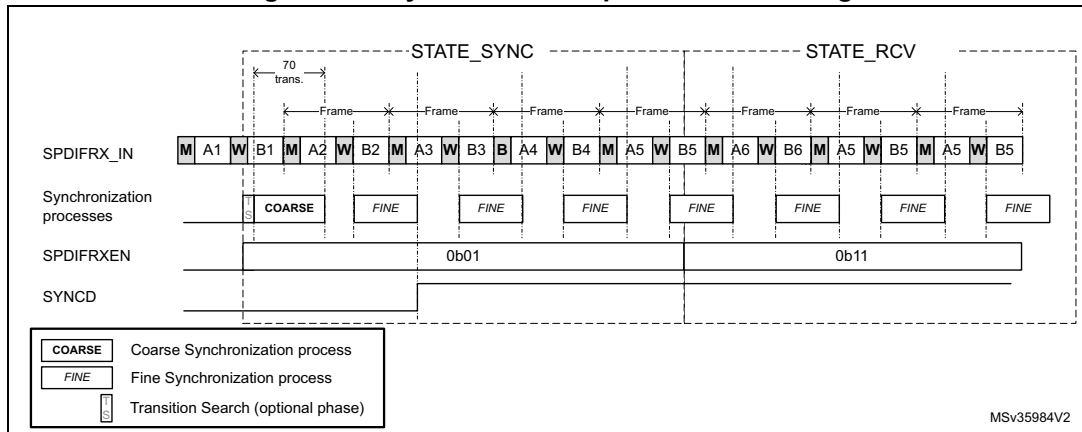 STATE_SYNC
STATE_RCV
70
trans.
Frame Frame Frame Frame Frame Frame Frame
SPDIFRX_IN
M A1 W B1 M A2 W B2 M A3 W B3 B A4 W B4 M A5 W B5 M A6 W B6 M A5 W B5 M A5 W B5
Synchronization
processes
T
S
COARSE FINE FINE FINE FINE FINE FINE FINE
SPDIFRXEN
0b01 0b11
SYNCD
COARSE Coarse Synchronization process
FINE Fine Synchronization process
T
S
Transition Search (optional phase)
MSv35984V2